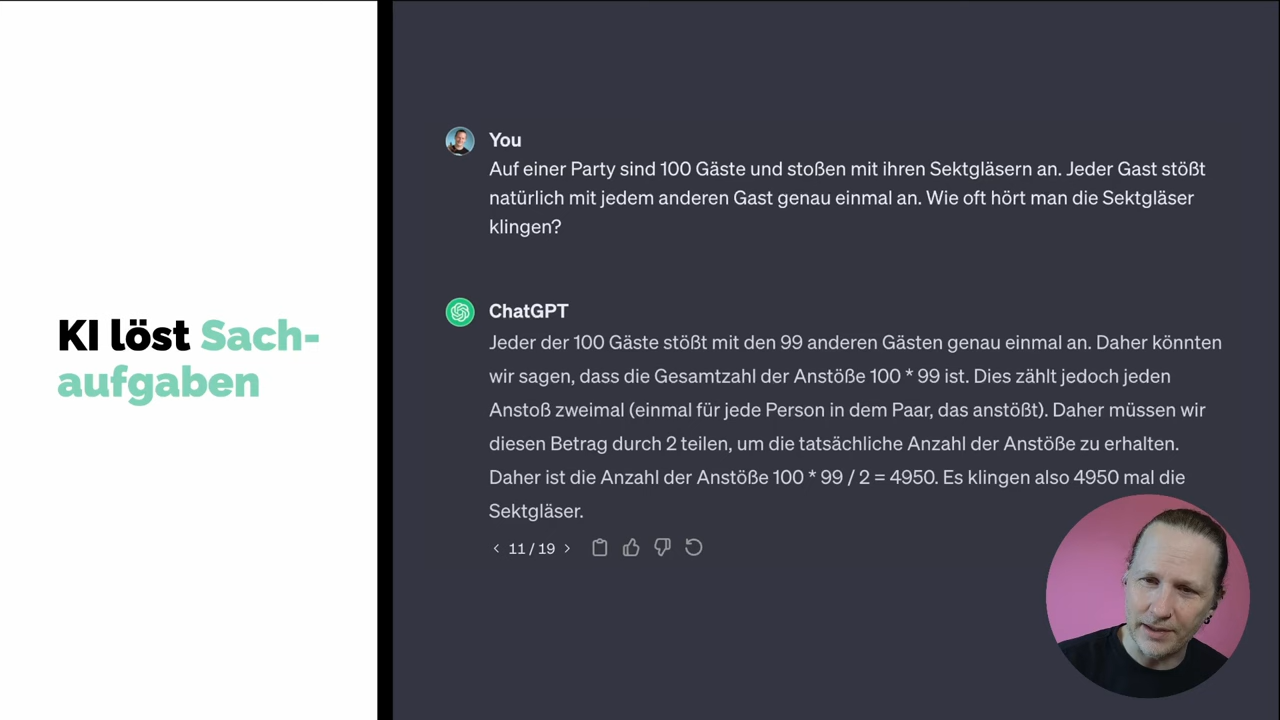 KI löst Sach-
aufgaben
You
Auf einer Party sind 100 Gäste und stoßen mit ihren Sektgläsern an. Jeder Gast stößt
natürlich mit jedem anderen Gast genau einmal an. Wie oft hört man die Sektgläser
klingen?
ChatGPT
Jeder der 100 Gäste stößt mit den 99 anderen Gästen genau einmal an. Daher könnten
wir sagen, dass die Gesamtzahl der Anstöße 100 * 99 ist. Dies zählt jedoch jeden
Anstoß zweimal (einmal für jede Person in dem Paar, das anstößt). Daher müssen wir
diesen Betrag durch 2 teilen, um die tatsächliche Anzahl der Anstöße zu erhalten.
Daher ist die Anzahl der Anstöße 100 * 99 / 2 = 4950. Es klingen also 4950 mal die
Sektgläser.
< 11 / 19 >